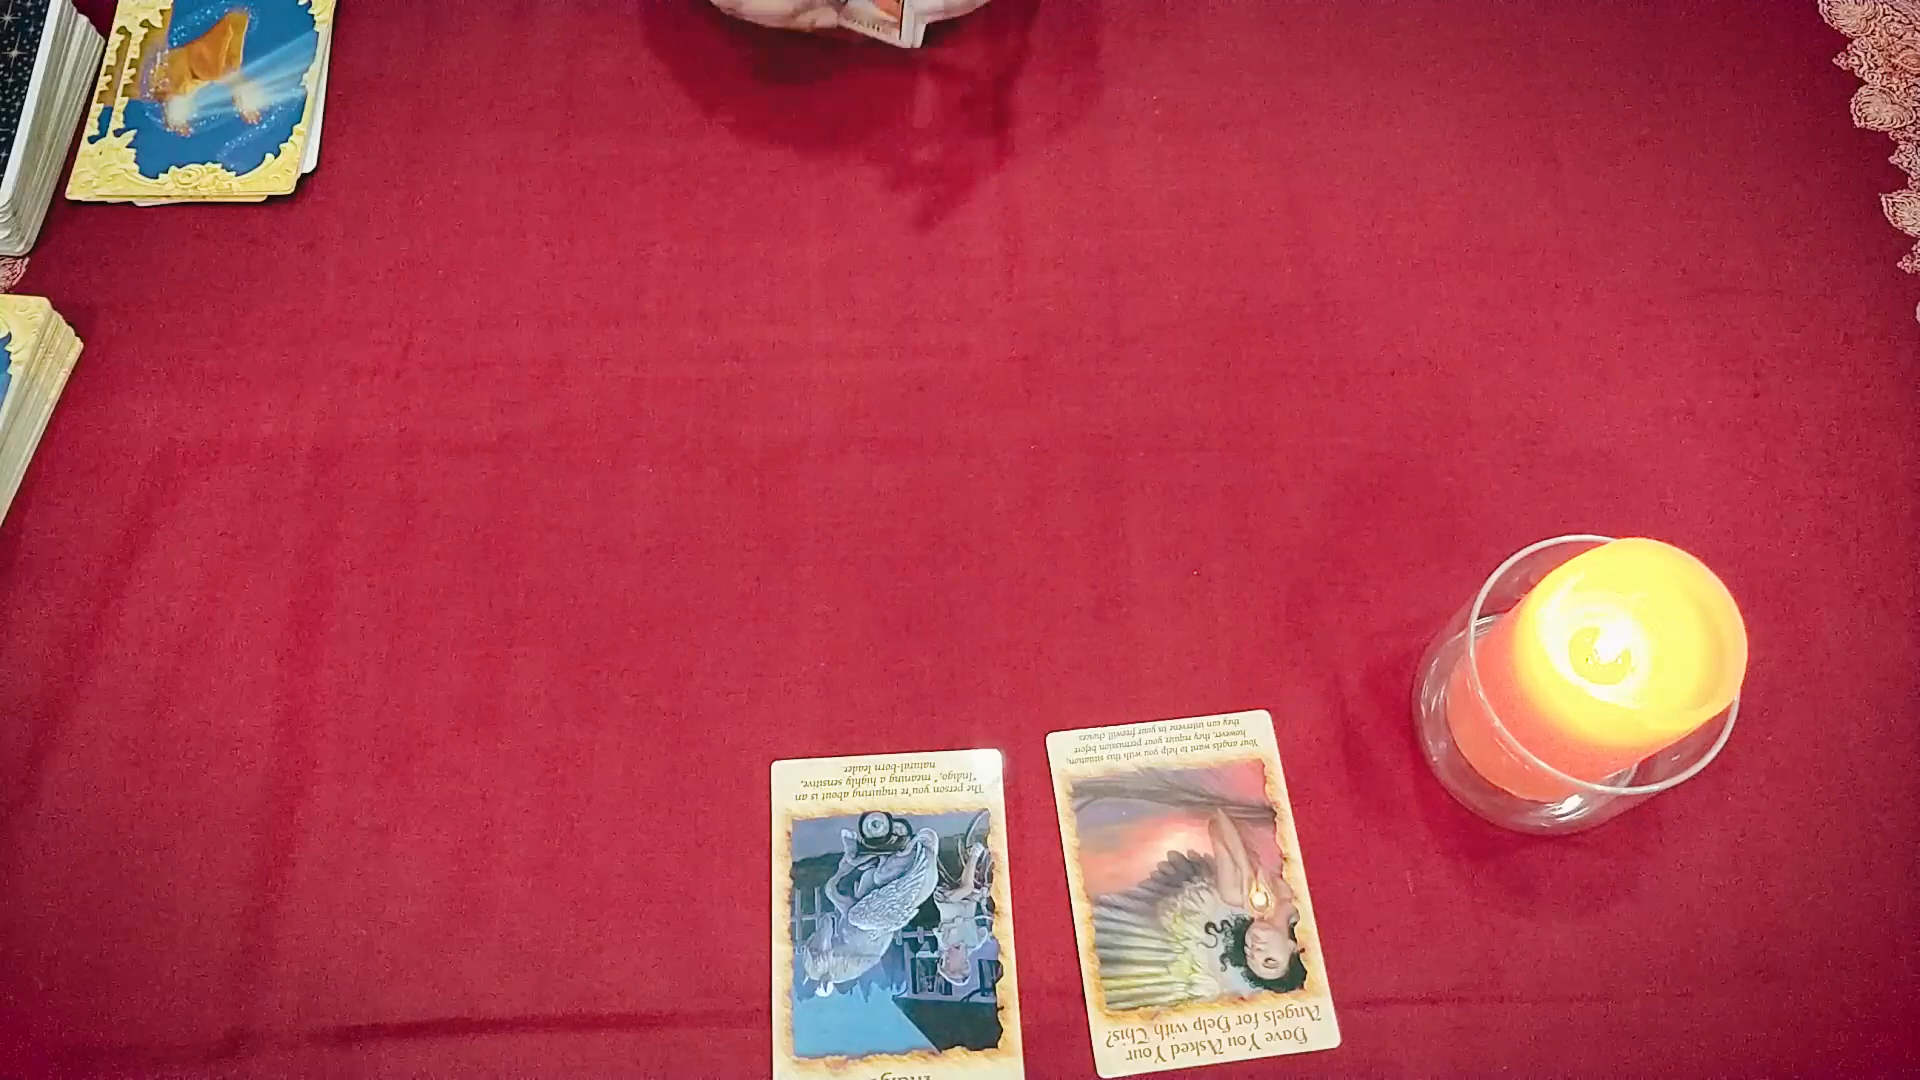 Indigo
The person you're inquiring about is an
"Indigo," meaning a highly sensitive,
natural-born leader.
Have You Asked Your
Angels for Help with This?
Your angels want to help you with this situation,
however, they require your permission before
they can intervene in your freewill choices